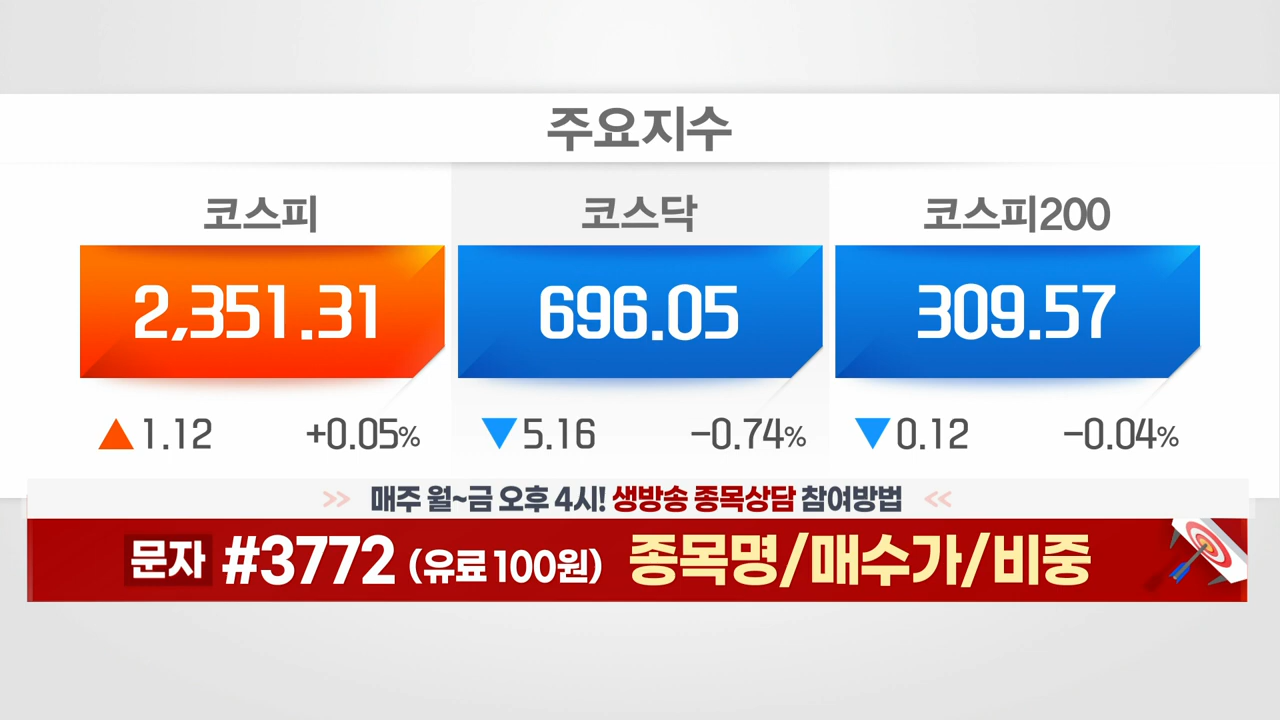 주요지수
코스피
2,351.31
▲ 1.12 +0.05%
코스닥
696.05
▼ 5.16 -0.74%
코스피200
309.57
▼ 0.12 -0.04%
>> 매주 월~금 오후 4시! 생방송 종목상담 참여방법 <<
문자 #3772 (유료 100원) 종목명/매수가/비중